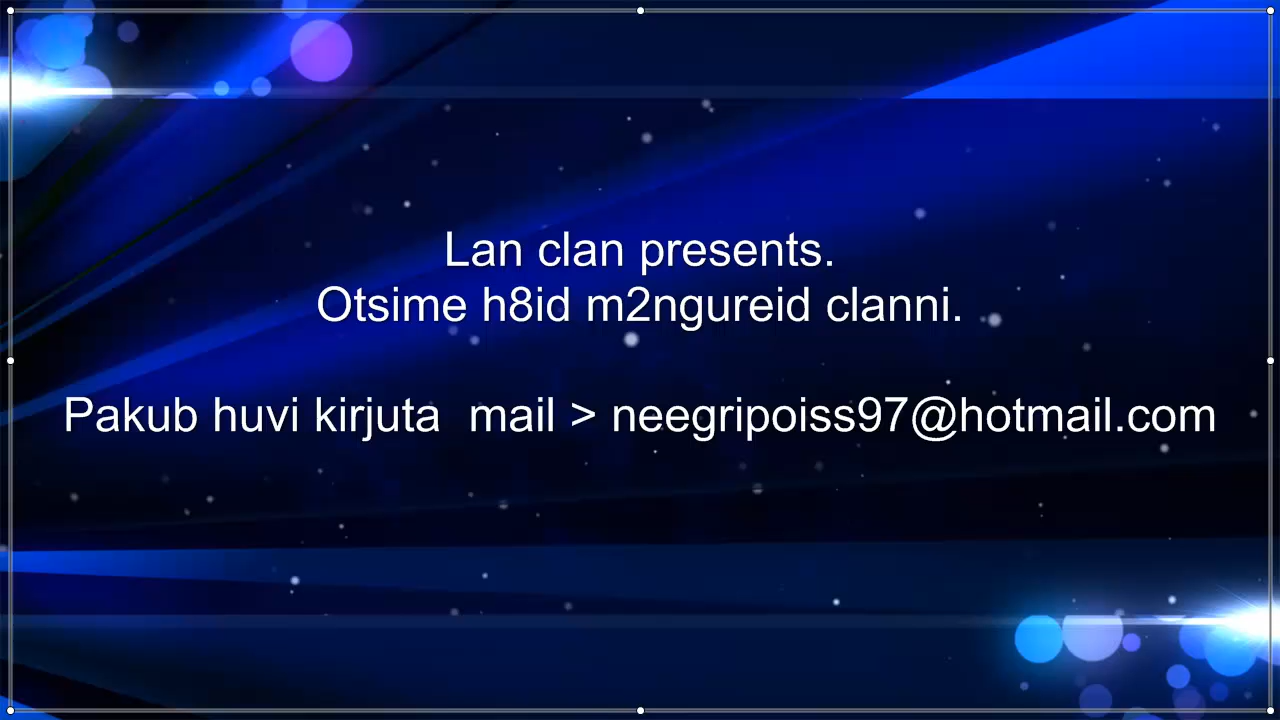 Lan clan presents.
Otsime h8id m2ngureid clanni.
Pakub huvi kirjuta  mail > neegripoiss97@hotmail.com